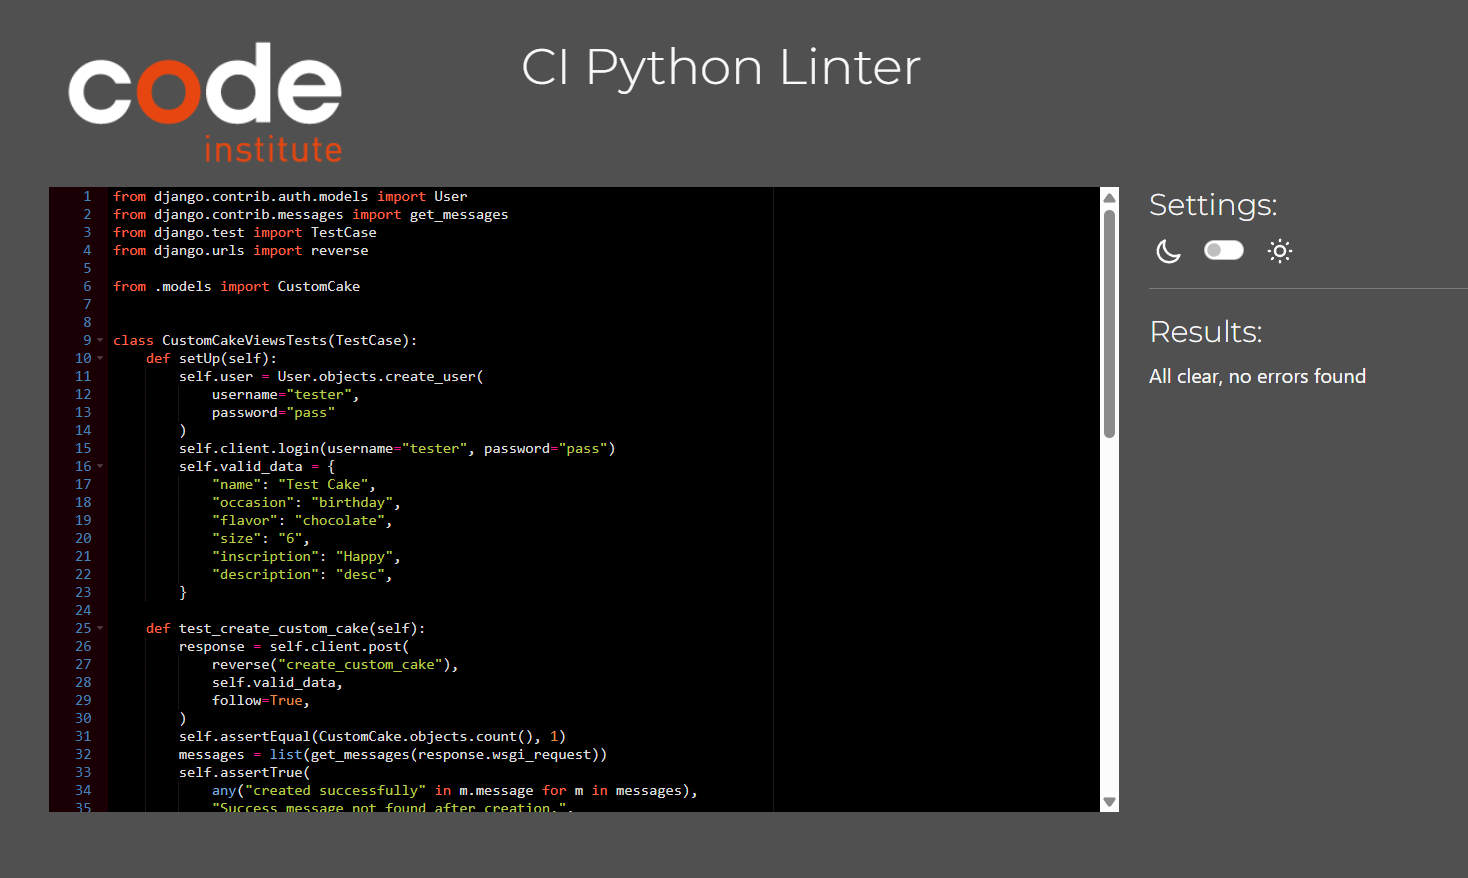 code
institute
CI Python Linter
1 from django.contrib.auth.models import User
2 from django.contrib.messages import get_messages
3 from django.test import TestCase
4 from django.urls import reverse
5
6 from .models import CustomCake
7
8
9 class CustomCakeViewsTests(TestCase):
10     def setUp(self):
11         self.user = User.objects.create_user(
12             username="tester",
13             password="pass"
14         )
15         self.client.login(username="tester", password="pass")
16         self.valid_data = {
17             "name": "Test Cake",
18             "occasion": "birthday",
19             "flavor": "chocolate",
20             "size": "6",
21             "inscription": "Happy",
22             "description": "desc",
23         }
24
25     def test_create_custom_cake(self):
26         response = self.client.post(
27             reverse("create_custom_cake"),
28             self.valid_data,
29             follow=True,
30         )
31         self.assertEqual(CustomCake.objects.count(), 1)
32         messages = list(get_messages(response.wsgi_request))
33         self.assertTrue(
34             any("created successfully" in m.message for m in messages),
35             "Success message not found after creation.",
Settings:
Results:
All clear, no errors found